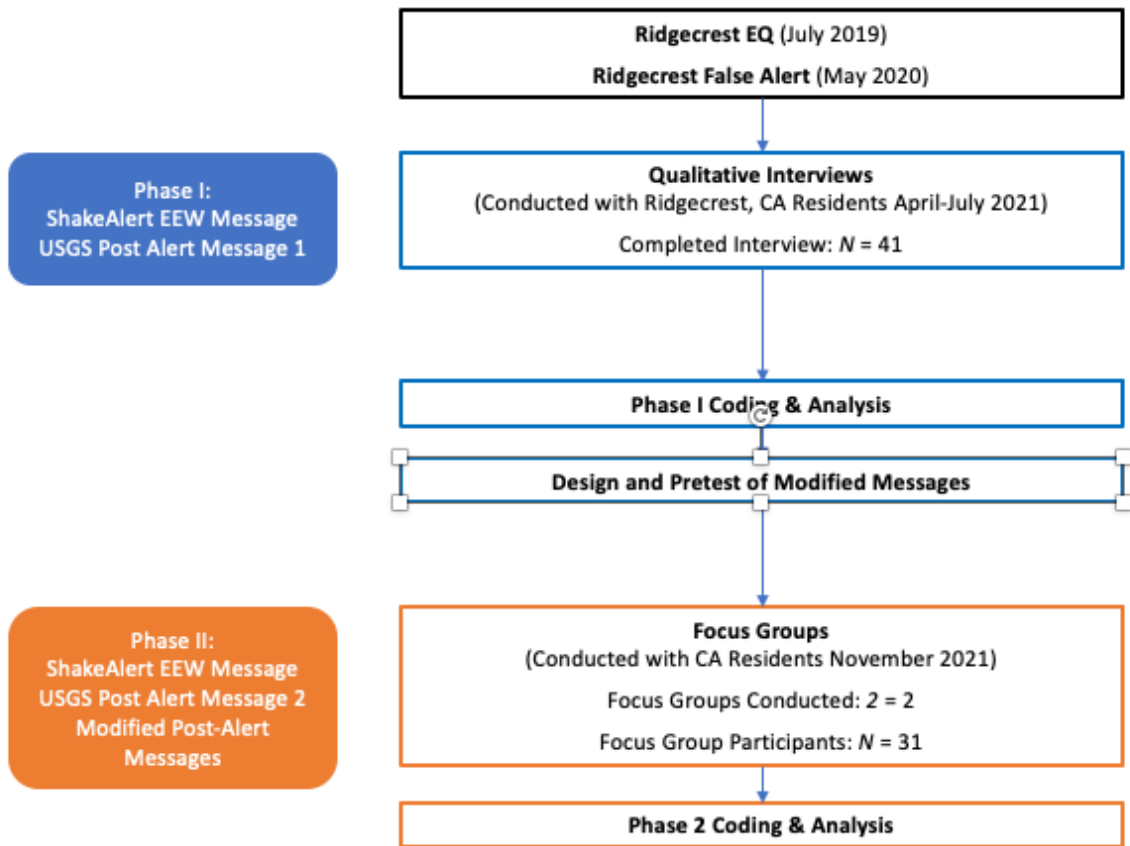 Ridgecrest EQ (July 2019)
Ridgecrest False Alert (May 2020)
Phase I:
ShakeAlert EEW Message
USGS Post Alert Message 1
Qualitative Interviews
(Conducted with Ridgecrest, CA Residents April-July 2021)
Completed Interview: N = 41
Phase I Coding & Analysis
Design and Pretest of Modified Messages
Phase II:
ShakeAlert EEW Message
USGS Post Alert Message 2
Modified Post-Alert
Messages
Focus Groups
(Conducted with CA Residents November 2021)
Focus Groups Conducted: 2 = 2
Focus Group Participants: N = 31
Phase 2 Coding & Analysis